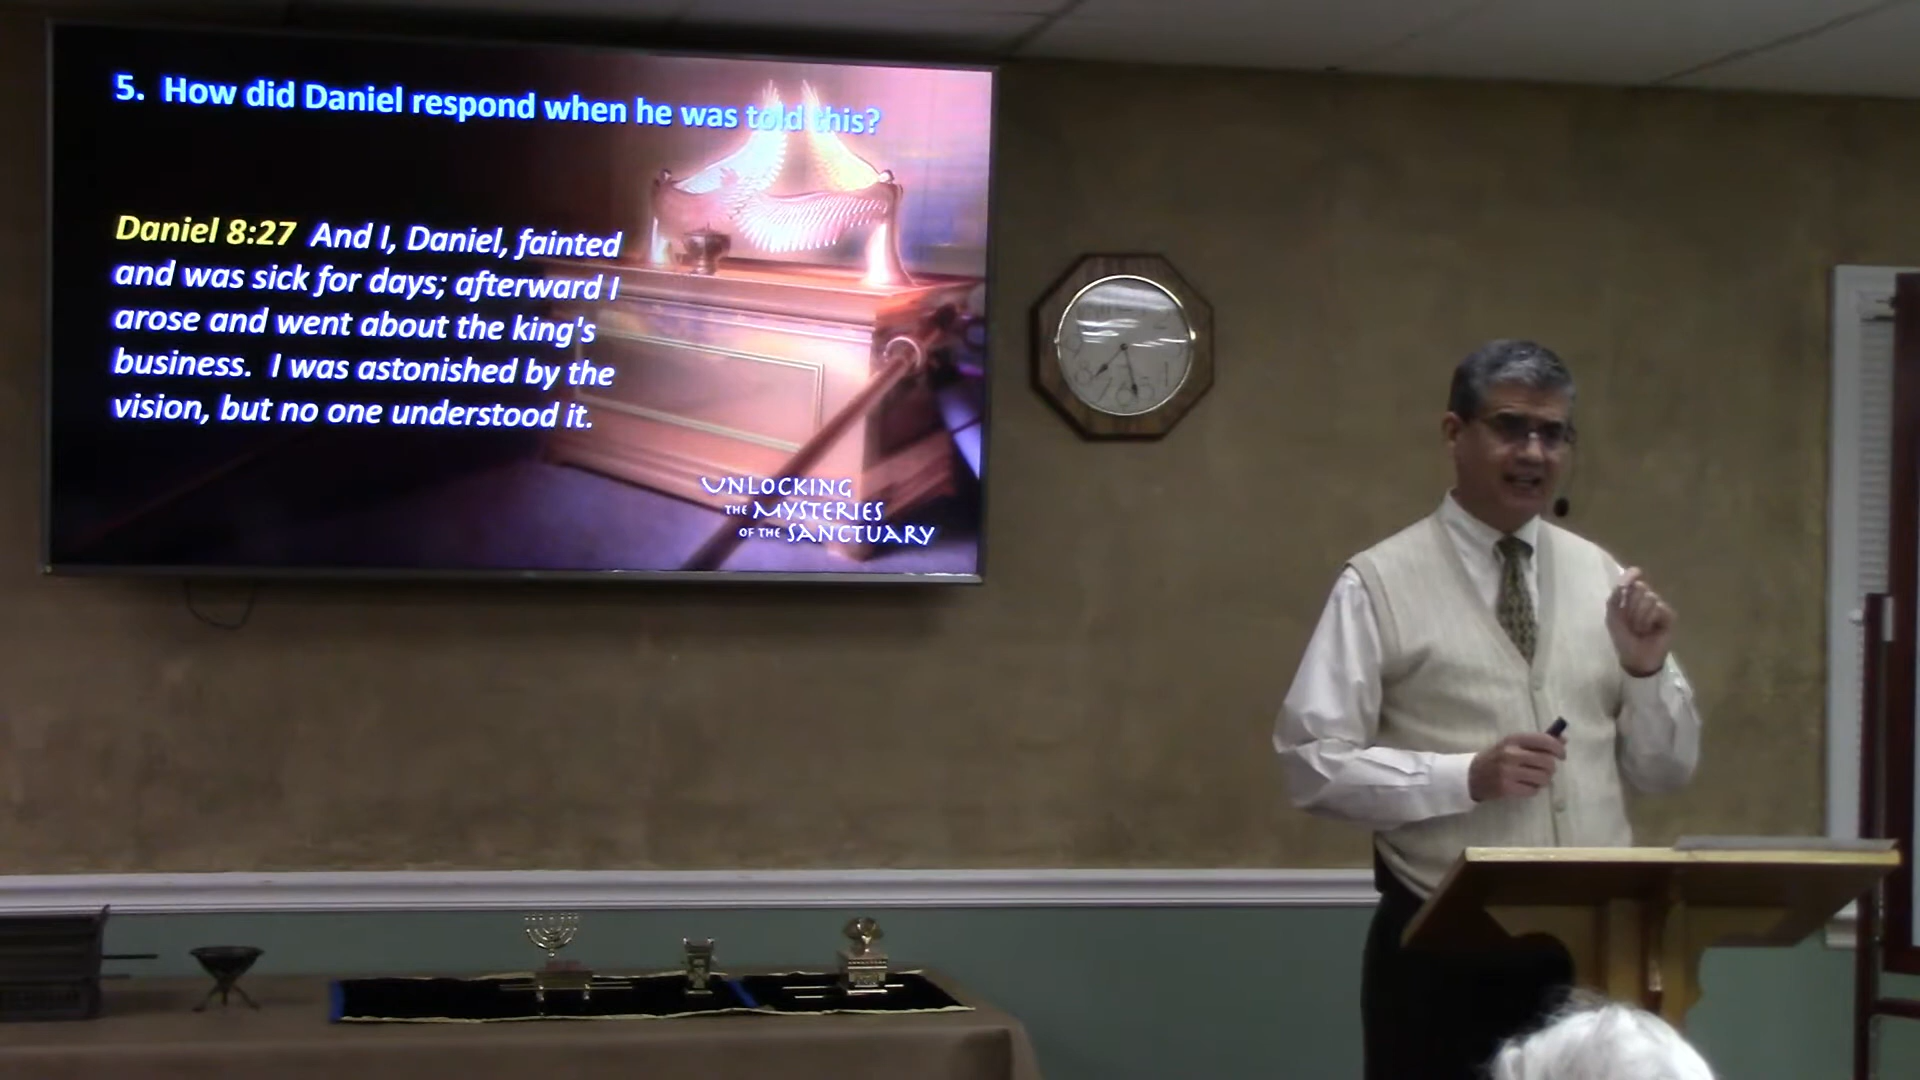 5. How did Daniel respond when he was told this?
Daniel 8:27 And I, Daniel, fainted
and was sick for days; afterward I
arose and went about the king's
business. I was astonished by the
vision, but no one understood it.
UNLOCKING
THE MYSTERIES
OF THE SANCTUARY